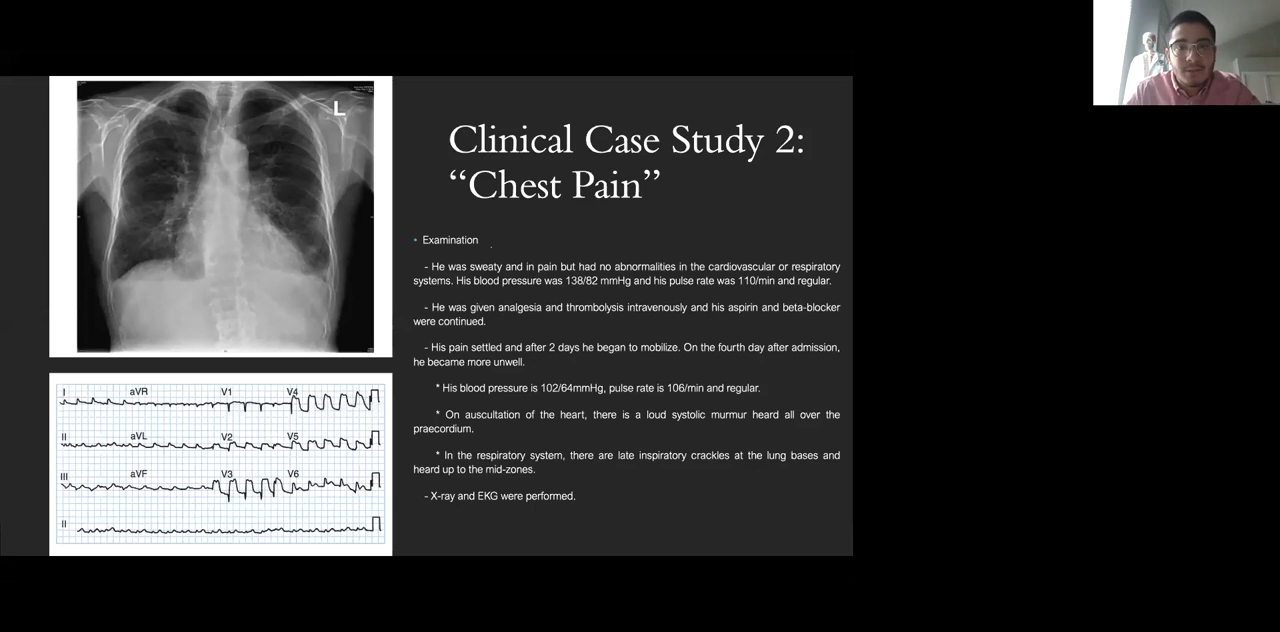 L
Clinical Case Study 2:
“Chest Pain”
• Examination
- He was sweaty and in pain but had no abnormalities in the cardiovascular or respiratory
systems. His blood pressure was 138/82 mmHg and his pulse rate was 110/min and regular.
- He was given analgesia and thrombolysis intravenously and his aspirin and beta-blocker
were continued.
- His pain settled and after 2 days he began to mobilize. On the fourth day after admission,
he became more unwell.
* His blood pressure is 102/64mmHg, pulse rate is 106/min and regular.
* On auscultation of the heart, there is a loud systolic murmur heard all over the
praecordium.
* In the respiratory system, there are late inspiratory crackles at the lung bases and
heard up to the mid-zones.
- X-ray and EKG were performed.
I aVR V1 V4
II aVL V2 V5
III aVF V3 V6
II